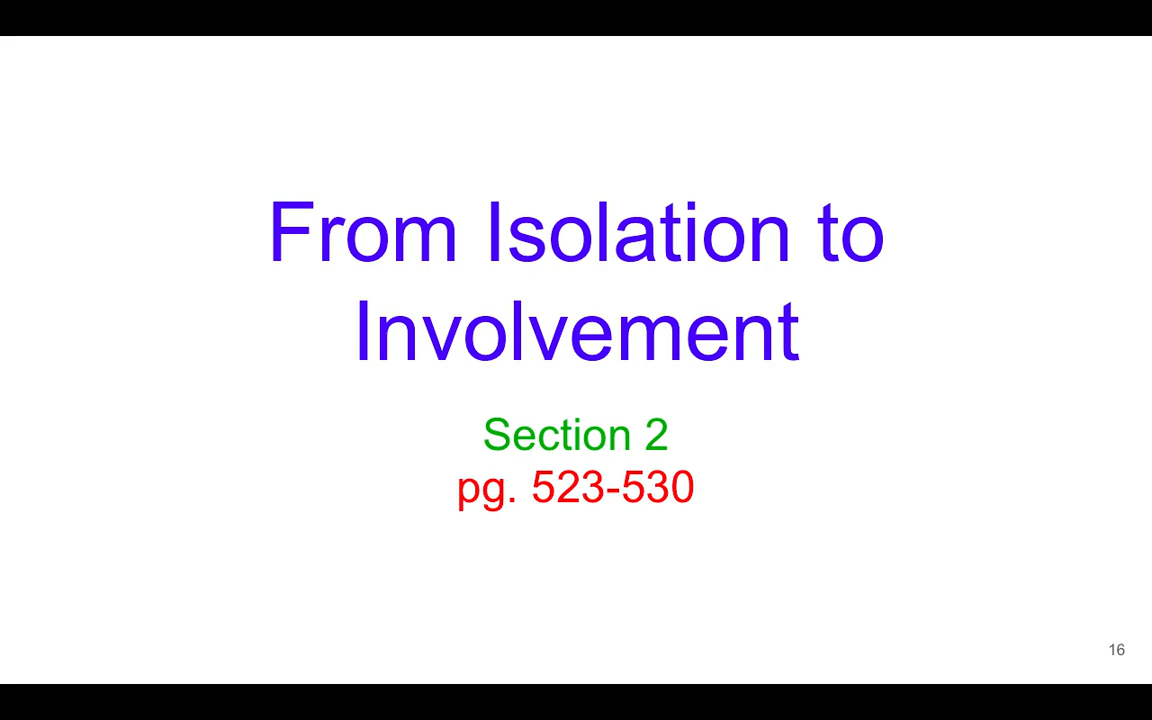 From Isolation to
Involvement
Section 2
pg. 523-530
16